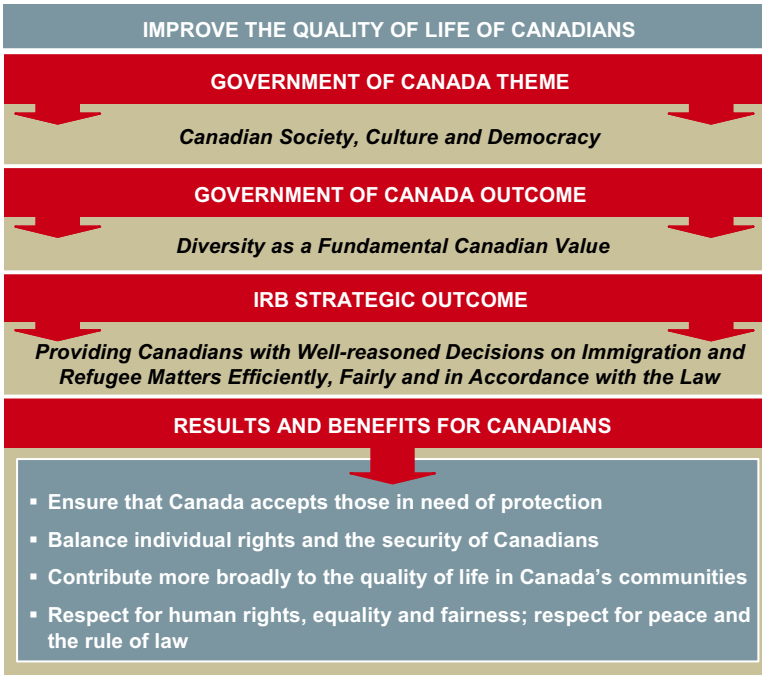 IMPROVE THE QUALITY OF LIFE OF CANADIANS
GOVERNMENT OF CANADA THEME
Canadian Society, Culture and Democracy
GOVERNMENT OF CANADA OUTCOME
Diversity as a Fundamental Canadian Value
IRB STRATEGIC OUTCOME
Providing Canadians with Well-reasoned Decisions on Immigration and
Refugee Matters Efficiently, Fairly and in Accordance with the Law
RESULTS AND BENEFITS FOR CANADIANS
▪ Ensure that Canada accepts those in need of protection
▪ Balance individual rights and the security of Canadians
▪ Contribute more broadly to the quality of life in Canada's communities
▪ Respect for human rights, equality and fairness; respect for peace and
the rule of law